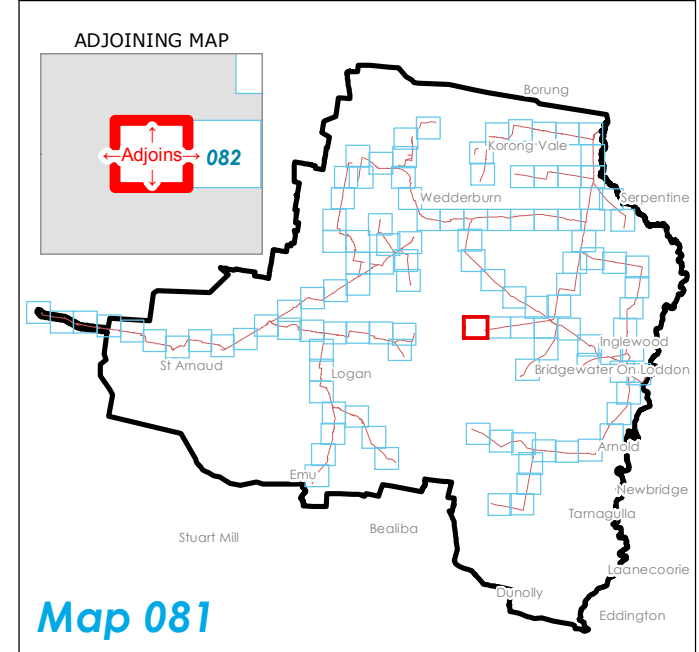 ADJOINING MAP
Adjoins
082
Borung
Korong Vale
Wedderburn
Serpentine
Inglewood
St Arnaud
Bridgewater On Loddon
Logan
Arnold
Emu
Newbridge
Tarnagulla
Bealiba
Stuart Mill
Laanecoorie
Dunolly
Eddington
Map 081